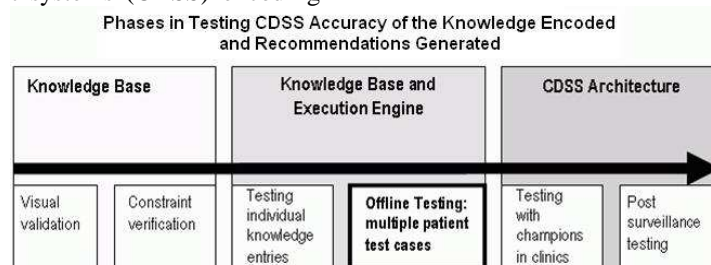 Phases in Testing CDSS Accuracy of the Knowledge Encoded
and Recommendations Generated
Knowledge Base
Knowledge Base and
Execution Engine
CDSS Architecture
Visual
validation
Constraint
verification
Testing
individual
knowledge
entries
Offline Testing:
multiple patient
test cases
Testing
with
champions
in clinics
Post
surveillance
testing